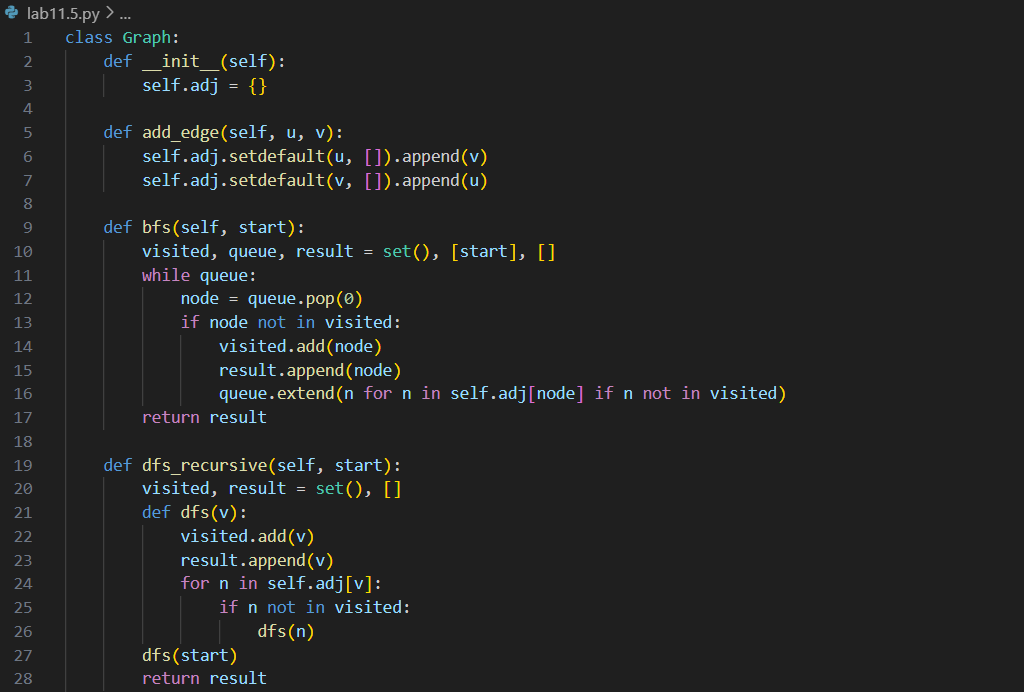 lab11.5.py > ...
1 class Graph:
2     def __init__(self):
3         self.adj = {}
4
5     def add_edge(self, u, v):
6         self.adj.setdefault(u, []).append(v)
7         self.adj.setdefault(v, []).append(u)
8
9     def bfs(self, start):
10         visited, queue, result = set(), [start], []
11         while queue:
12             node = queue.pop(0)
13             if node not in visited:
14                 visited.add(node)
15                 result.append(node)
16                 queue.extend(n for n in self.adj[node] if n not in visited)
17         return result
18
19     def dfs_recursive(self, start):
20         visited, result = set(), []
21         def dfs(v):
22             visited.add(v)
23             result.append(v)
24             for n in self.adj[v]:
25                 if n not in visited:
26                     dfs(n)
27         dfs(start)
28         return result